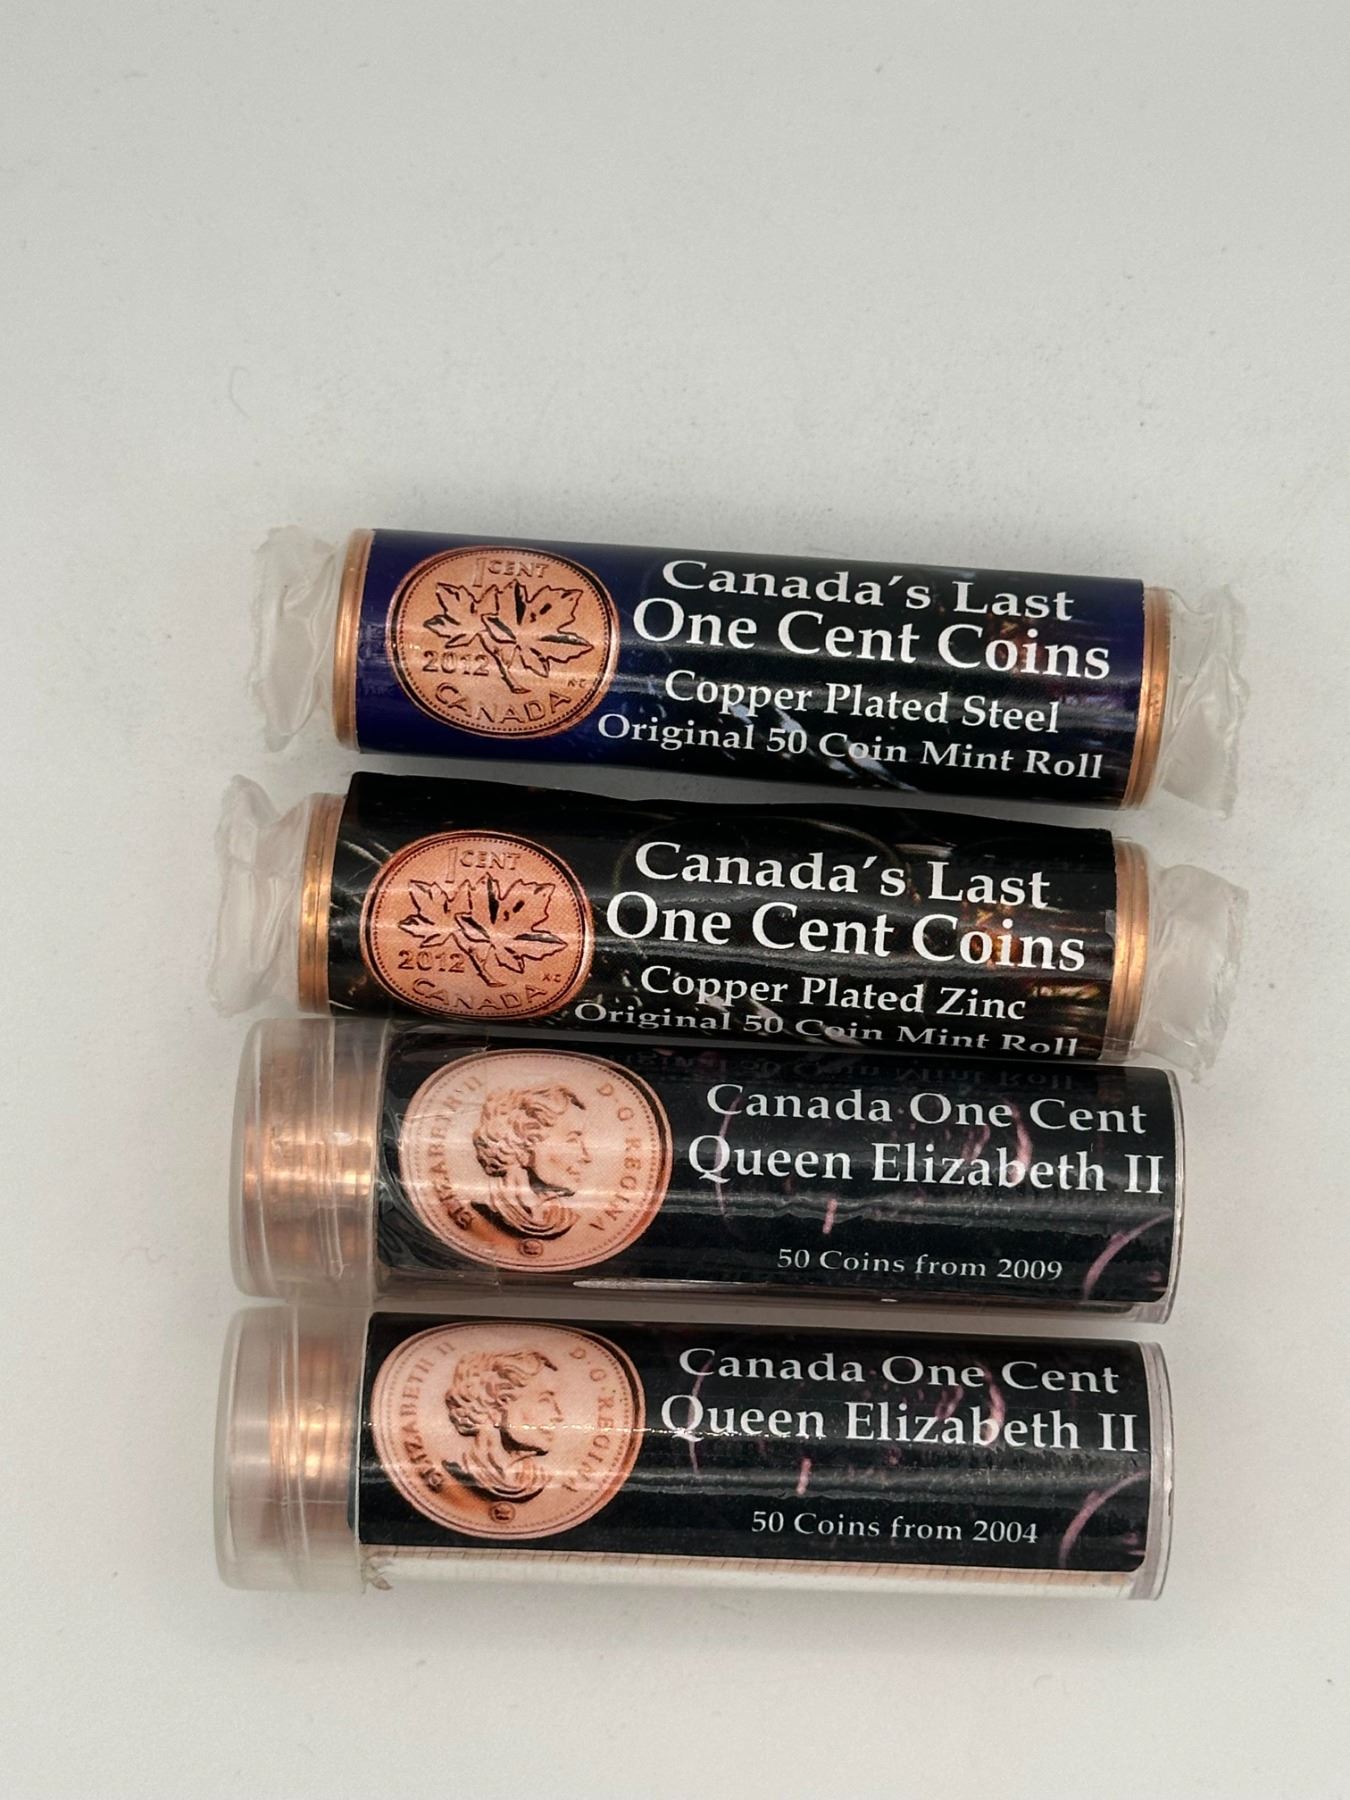 1 CENT
2012
KG
CANADA
Canada's Last
One Cent Coins
Copper Plated Steel
Original 50 Coin Mint Roll
1 CENT
2012
KG
CANADA
Canada's Last
One Cent Coins
Copper Plated Zinc
Original 50 Coin Mint Roll
ELIZABETH II D·G·REGINA
Canada One Cent
Queen Elizabeth II
50 Coins from 2009
ELIZABETH II D·G·REGINA
Canada One Cent
Queen Elizabeth II
50 Coins from 2004